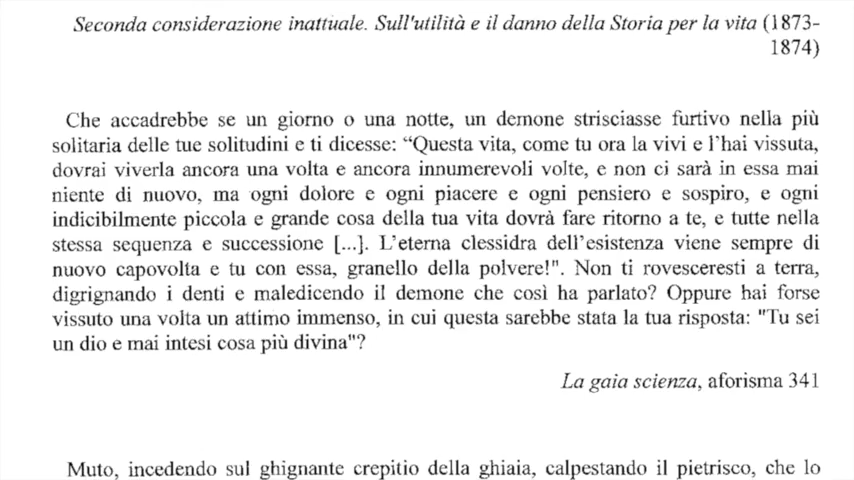 Seconda considerazione inattuale. Sull'utilità e il danno della Storia per la vita (1873-
1874)
Che accadrebbe se un giorno o una notte, un demone strisciasse furtivo nella più
solitaria delle tue solitudini e ti dicesse: “Questa vita, come tu ora la vivi e l'hai vissuta,
dovrai viverla ancora una volta e ancora innumerevoli volte, e non ci sarà in essa mai
niente di nuovo, ma ogni dolore e ogni piacere e ogni pensiero e sospiro, e ogni
indicibilmente piccola e grande cosa della tua vita dovrà fare ritorno a te, e tutte nella
stessa sequenza e successione [...]. L'eterna clessidra dell'esistenza viene sempre di
nuovo capovolta e tu con essa, granello della polvere!". Non ti rovesceresti a terra,
digrignando i denti e maledicendo il demone che così ha parlato? Oppure hai forse
vissuto una volta un attimo immenso, in cui questa sarebbe stata la tua risposta: "Tu sei
un dio e mai intesi cosa più divina"?
La gaia scienza, aforisma 341
Muto, incedendo sul ghignante crepitio della ghiaia, calpestando il pietrisco, che lo